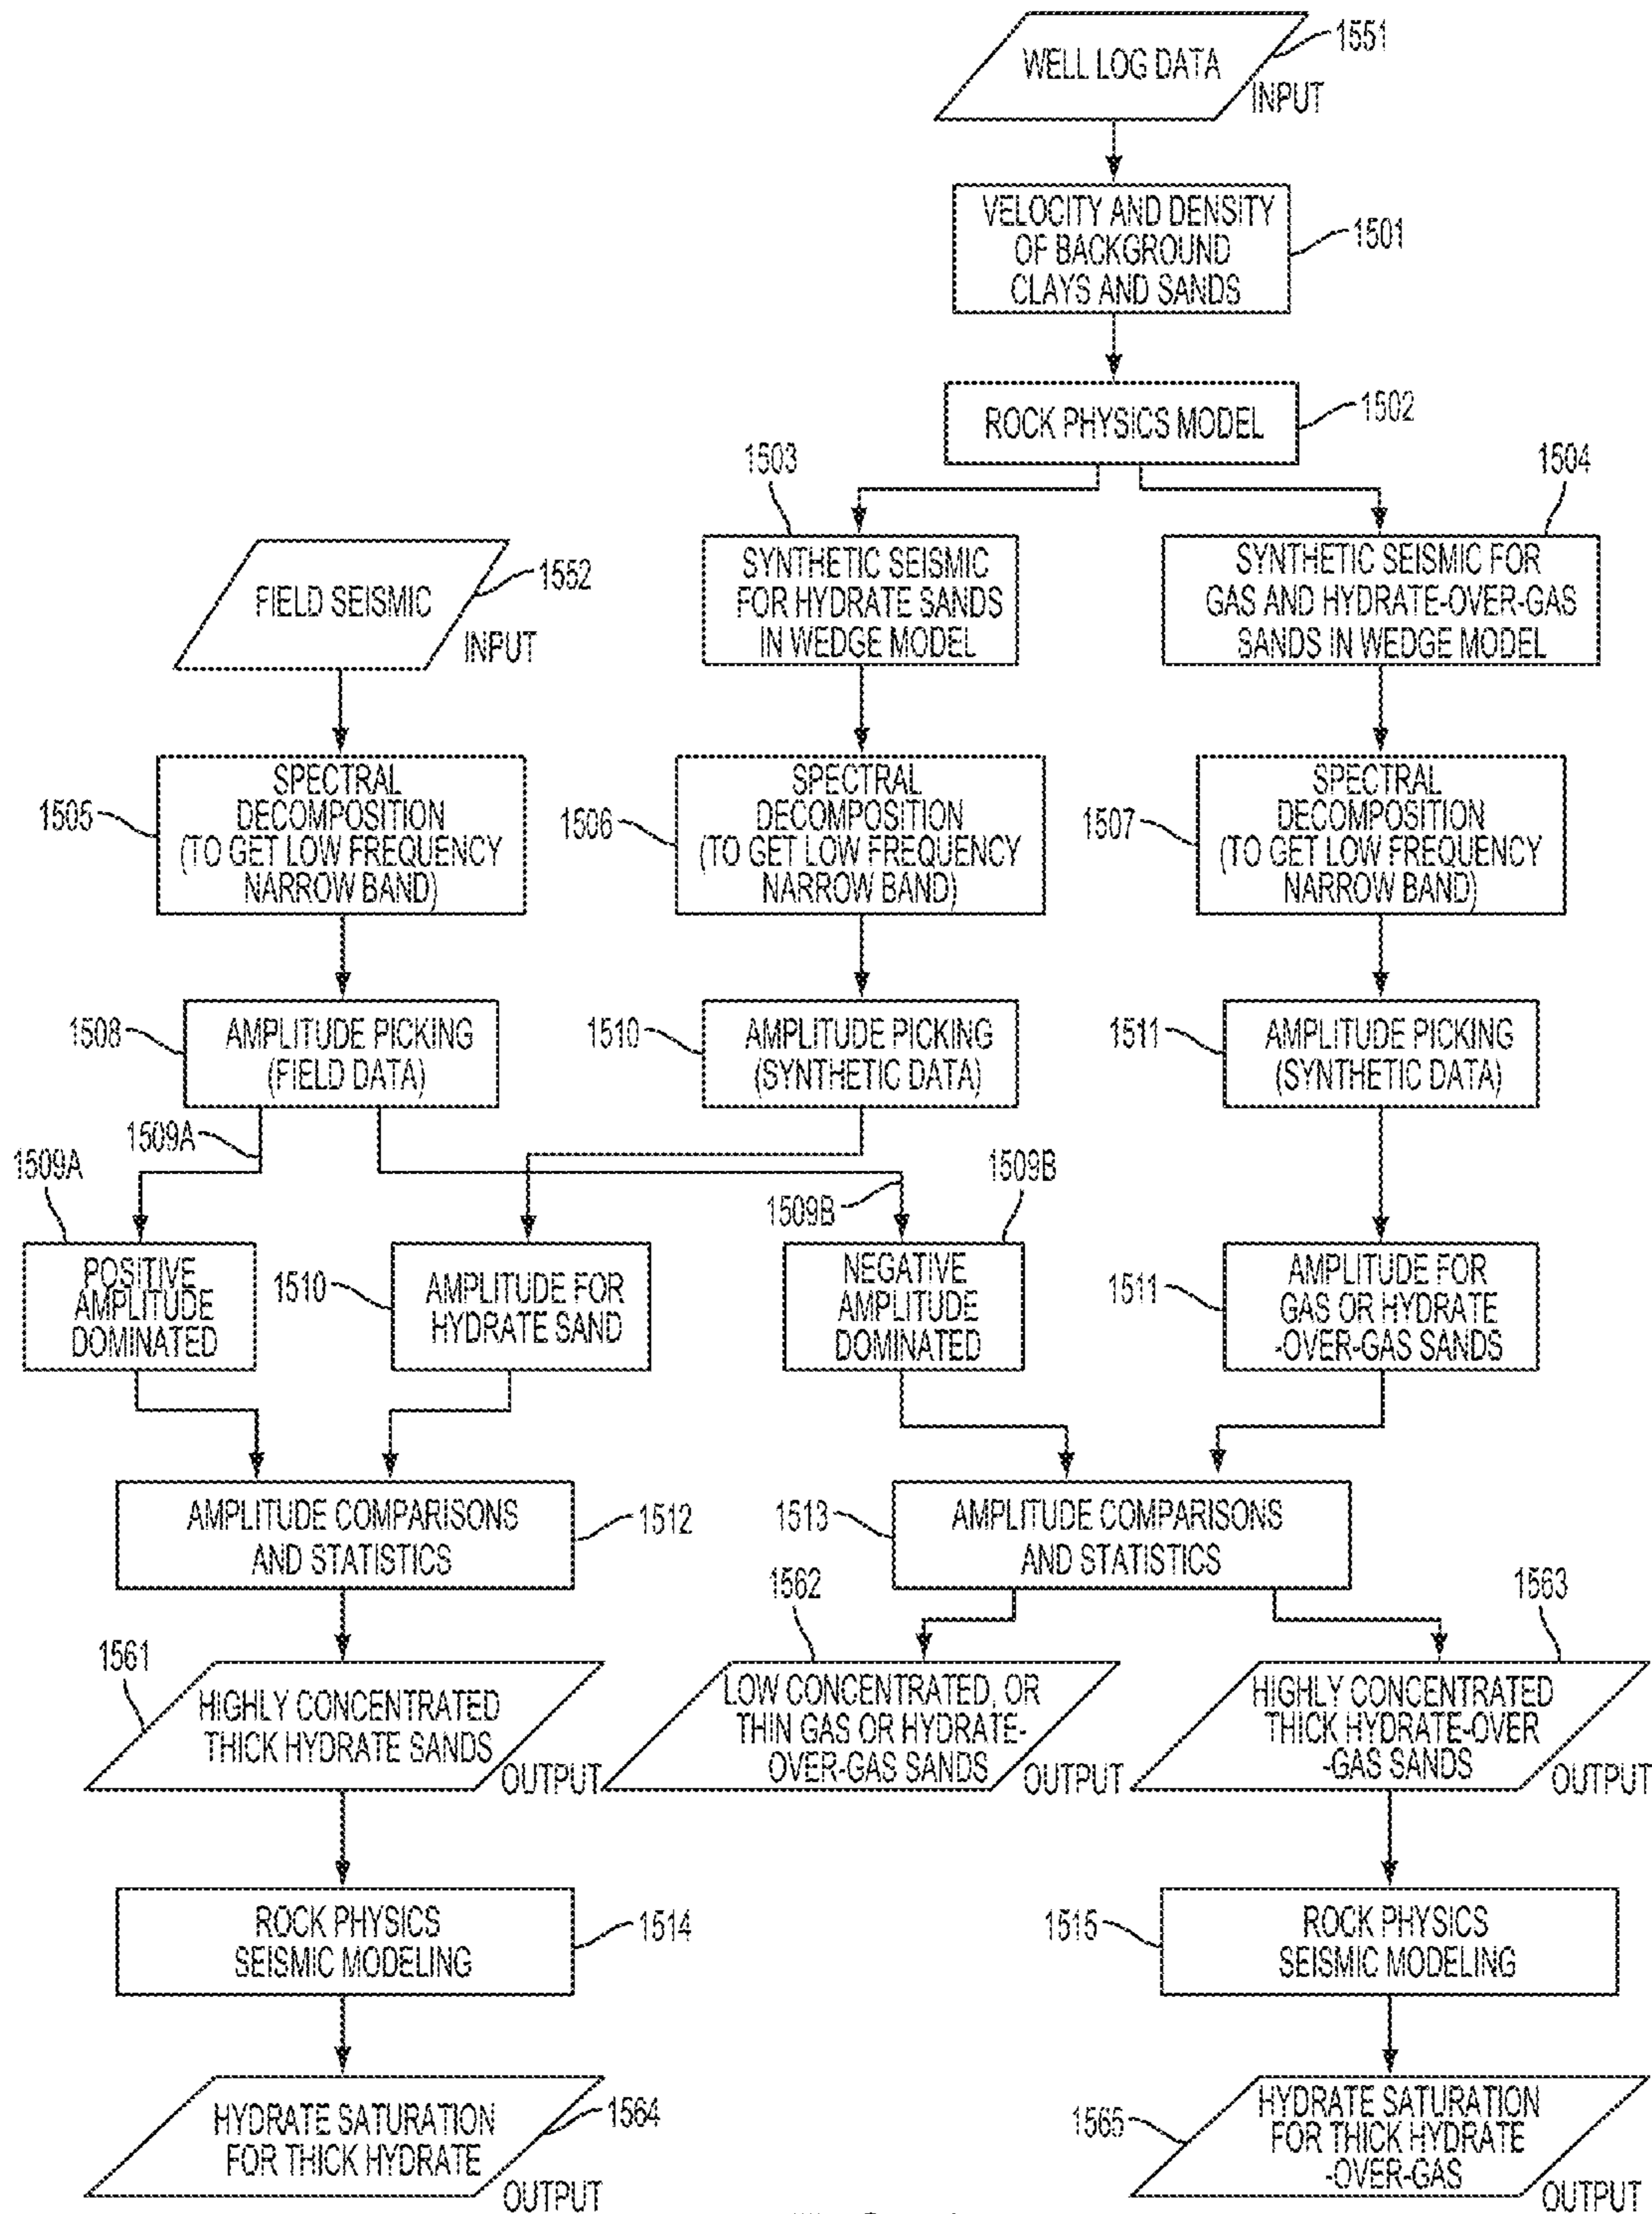 WELL LOG DATA
1551
INPUT
VELOCITY AND DENSITY
OF BACKGROUND
CLAYS AND SANDS
1501
ROCK PHYSICS MODEL
1502
1503
1504
SYNTHETIC SEISMIC
FOR HYDRATE SANDS
IN WEDGE MODEL
SYNTHETIC SEISMIC FOR
GAS AND HYDRATE-OVER-GAS
SANDS IN WEDGE MODEL
FIELD SEISMIC
1552
INPUT
1505
SPECTRAL
DECOMPOSITION
(TO GET LOW FREQUENCY
NARROW BAND)
1506
SPECTRAL
DECOMPOSITION
(TO GET LOW FREQUENCY
NARROW BAND)
1507
SPECTRAL
DECOMPOSITION
(TO GET LOW FREQUENCY
NARROW BAND)
1508
AMPLITUDE PICKING
(FIELD DATA)
1510
AMPLITUDE PICKING
(SYNTHETIC DATA)
1511
AMPLITUDE PICKING
(SYNTHETIC DATA)
1509A
1509A
1509B
1509B
POSITIVE
AMPLITUDE
DOMINATED
1510
AMPLITUDE FOR
HYDRATE SAND
NEGATIVE
AMPLITUDE
DOMINATED
1511
AMPLITUDE FOR
GAS OR HYDRATE
-OVER-GAS SANDS
AMPLITUDE COMPARISONS
AND STATISTICS
1512
1513
AMPLITUDE COMPARISONS
AND STATISTICS
1561
HIGHLY CONCENTRATED
THICK HYDRATE SANDS
OUTPUT
1562
LOW CONCENTRATED, OR
THIN GAS OR HYDRATE-
OVER-GAS SANDS
OUTPUT
1563
HIGHLY CONCENTRATED
THICK HYDRATE-OVER
-GAS SANDS
OUTPUT
ROCK PHYSICS
SEISMIC MODELING
1514
1515
ROCK PHYSICS
SEISMIC MODELING
HYDRATE SATURATION
FOR THICK HYDRATE
1564
OUTPUT
1565
HYDRATE SATURATION
FOR THICK HYDRATE
-OVER-GAS
OUTPUT